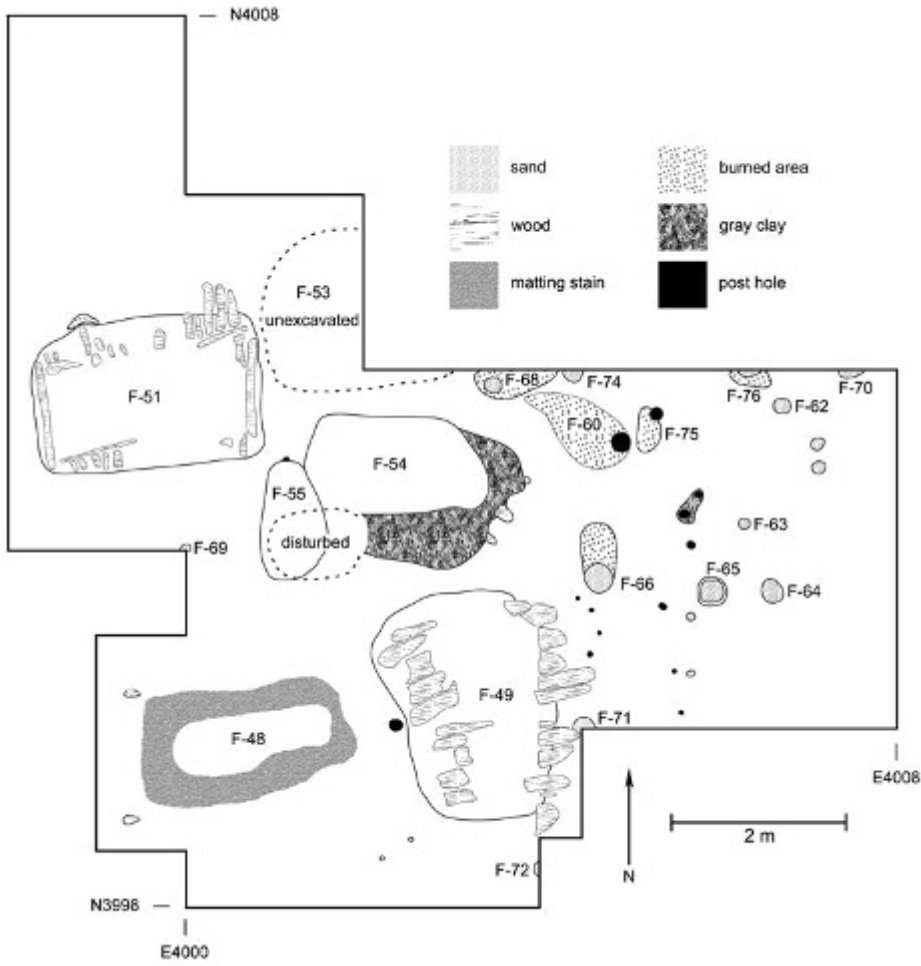 N4008
sand
burned area
wood
gray clay
matting stain
post hole
F-53
unexcavated
F-51
F-68
F-74
F-76
F-70
F-62
F-60
F-75
F-54
F-55
disturbed
F-63
F-69
F-66
F-65
F-64
F-49
F-48
F-71
E4008
2 m
N
F-72
N3998
E4000